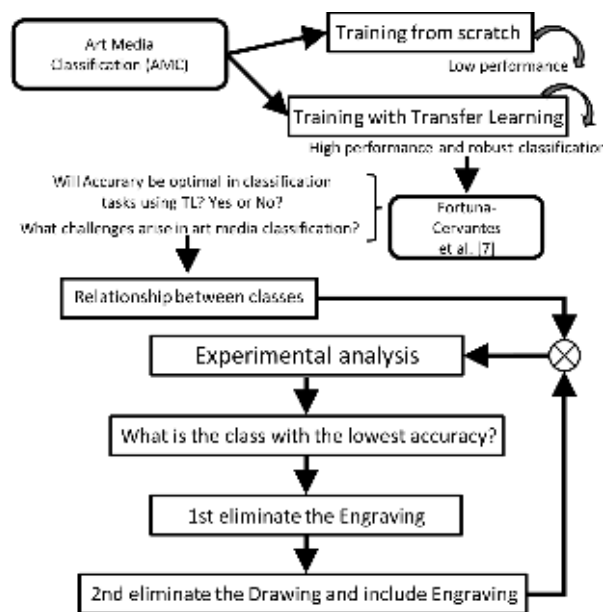 Art Media
Classification (AMC)
Training from scratch
Low performance
Training with Transfer Learning
High performance and robust classification
Will Accurary be optimal in classification
tasks using TL? Yes or No?
What challenges arise in art media classification?
Fortuna-
Cervantes
et al. [7]
Relationship between classes
Experimental analysis
What is the class with the lowest accuracy?
1st eliminate the Engraving
2nd eliminate the Drawing and include Engraving